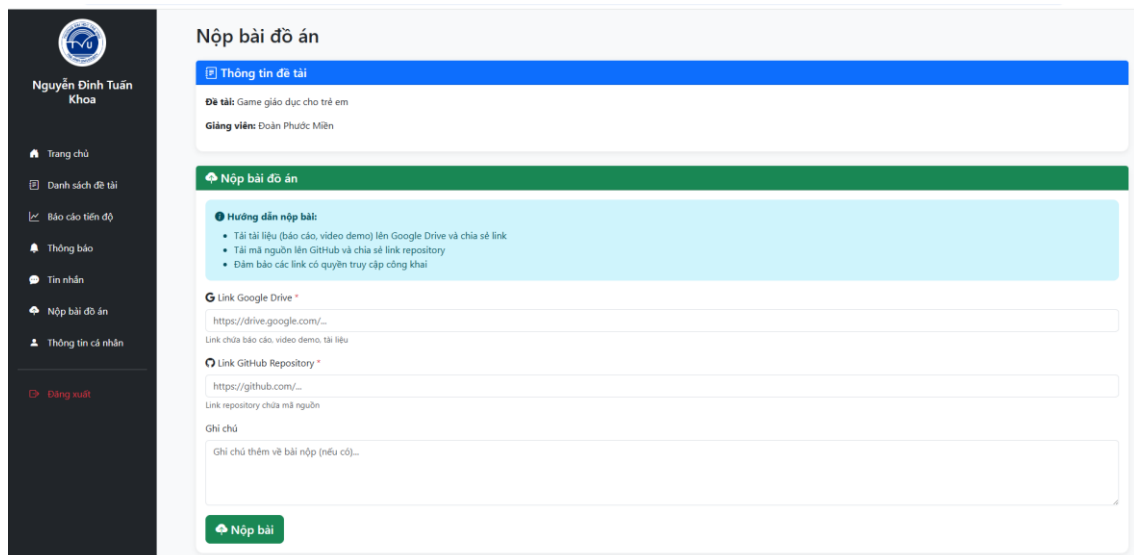 TVU
Nguyễn Đinh Tuấn
Khoa
Trang chủ
Danh sách đề tài
Báo cáo tiến độ
Thông báo
Tin nhắn
Nộp bài đồ án
Thông tin cá nhân
Đăng xuất
Nộp bài đồ án
Thông tin đề tài
Đề tài: Game giáo dục cho trẻ em
Giảng viên: Đoàn Phước Miền
Nộp bài đồ án
Hướng dẫn nộp bài:
Tải tài liệu (báo cáo, video demo) lên Google Drive và chia sẻ link
Tải mã nguồn lên GitHub và chia sẻ link repository
Đảm bảo các link có quyền truy cập công khai
Link Google Drive *
https://drive.google.com/...
Link chứa báo cáo, video demo, tài liệu
Link GitHub Repository *
https://github.com/...
Link repository chứa mã nguồn
Ghi chú
Ghi chú thêm về bài nộp (nếu có)...
Nộp bài